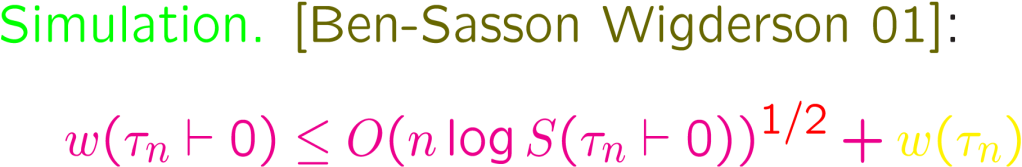 Simulation. [Ben-Sasson Wigderson 01]:
w(τₙ ⊢ 0) ≤ O(n log S(τₙ ⊢ 0))^{1/2} + w(τₙ)